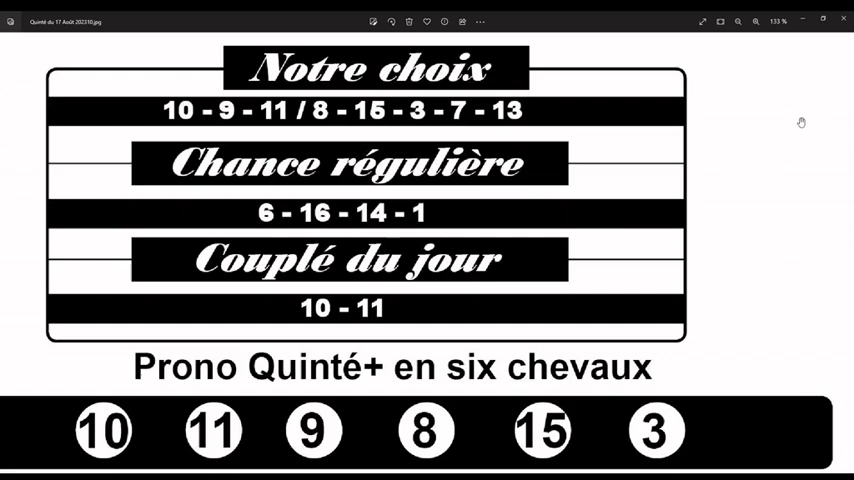 Quinté du 17 Août 202310.jpg
133 %
Notre choix
10 - 9 - 11 / 8 - 15 - 3 - 7 - 13
Chance régulière
6 - 16 - 14 - 1
Couplé du jour
10 - 11
Prono Quinté+ en six chevaux
10 11 9 8 15 3